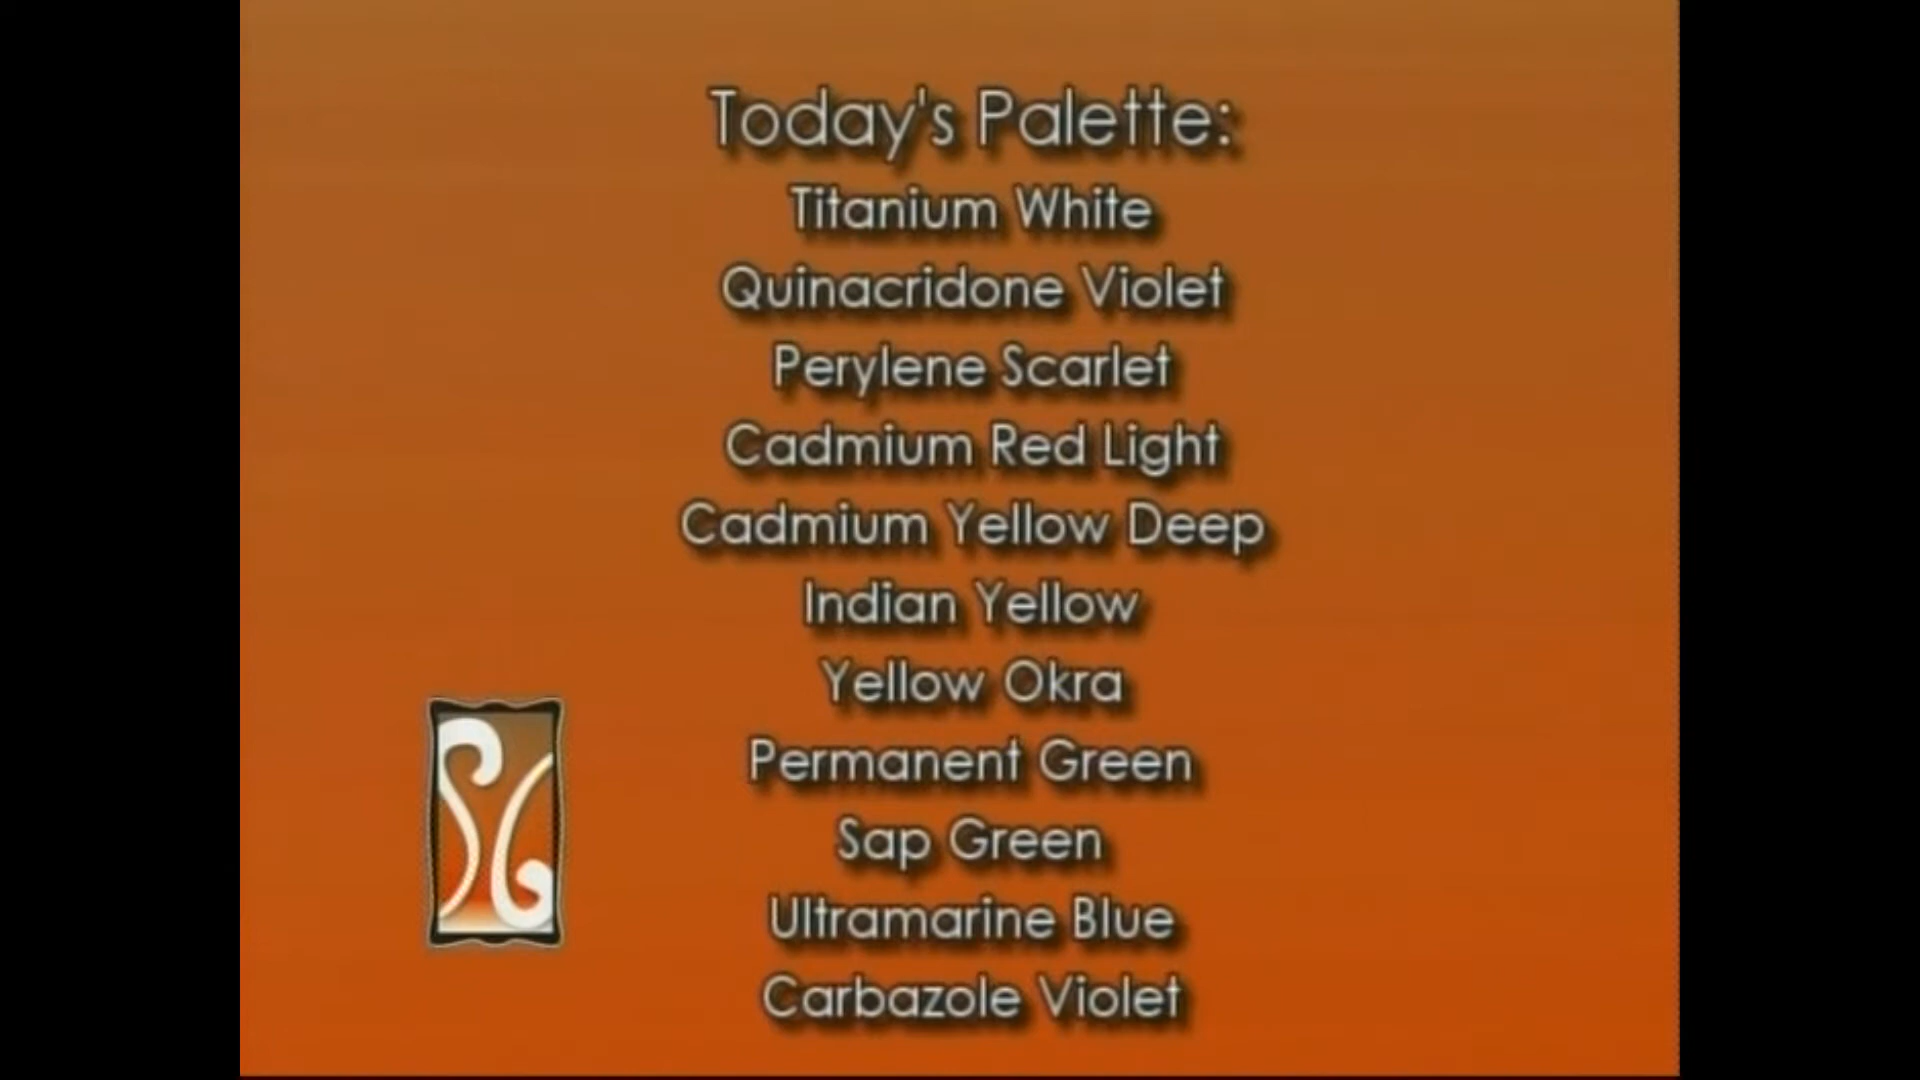 Today's Palette:
Titanium White
Quinacridone Violet
Perylene Scarlet
Cadmium Red Light
Cadmium Yellow Deep
Indian Yellow
Yellow Okra
Permanent Green
Sap Green
Ultramarine Blue
Carbazole Violet